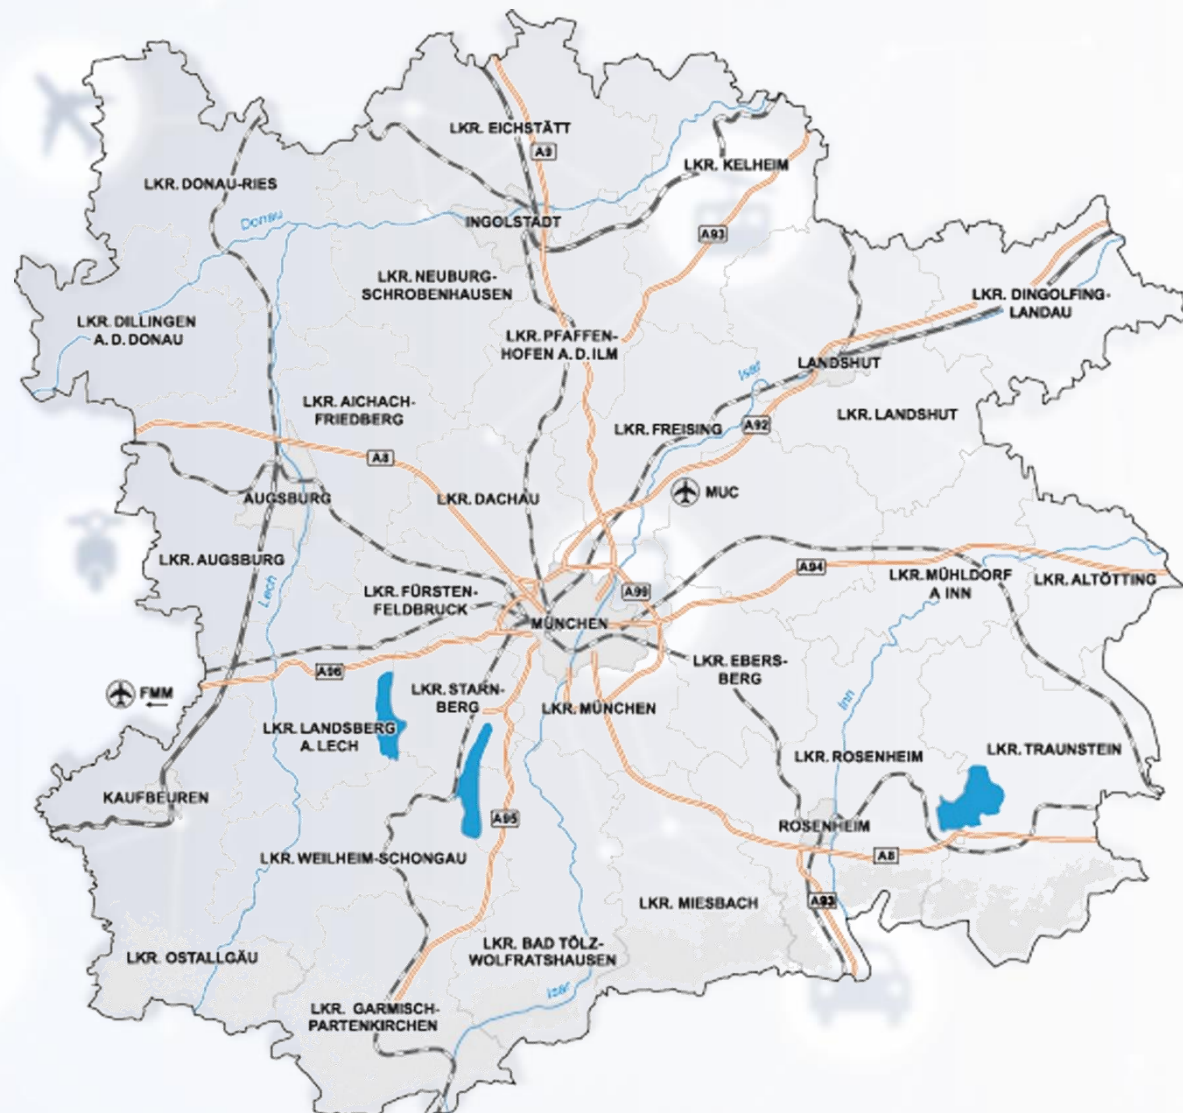 LKR. EICHSTÄTT
A9
LKR. KELHEIM
LKR. DONAU-RIES
Donau
INGOLSTADT
A93
LKR. NEUBURG-
SCHROBENHAUSEN
LKR. DINGOLFING-
LANDAU
LKR. DILLINGEN
A. D. DONAU
LKR. PFAFFEN-
HOFEN A. D. ILM
LANDSHUT
Isar
LKR. AICHACH-
FRIEDBERG
LKR. LANDSHUT
LKR. FREISING
A92
A8
MUC
AUGSBURG
LKR. DACHAU
LKR. AUGSBURG
A94
LKR. MÜHLDORF
A INN
LKR. ALTÖTTING
Lech
LKR. FÜRSTEN-
FELDBRUCK
A99
MÜNCHEN
A96
LKR. EBERS-
BERG
FMM
LKR. STARN-
BERG
Inn
LKR. MÜNCHEN
LKR. LANDSBERG
A. LECH
LKR. ROSENHEIM
LKR. TRAUNSTEIN
KAUFBEUREN
A95
ROSENHEIM
LKR. WEILHEIM-SCHONGAU
A8
A93
LKR. MIESBACH
LKR. BAD TÖLZ-
WOLFRATSHAUSEN
LKR. OSTALLGÄU
Isar
LKR. GARMISCH-
PARTENKIRCHEN